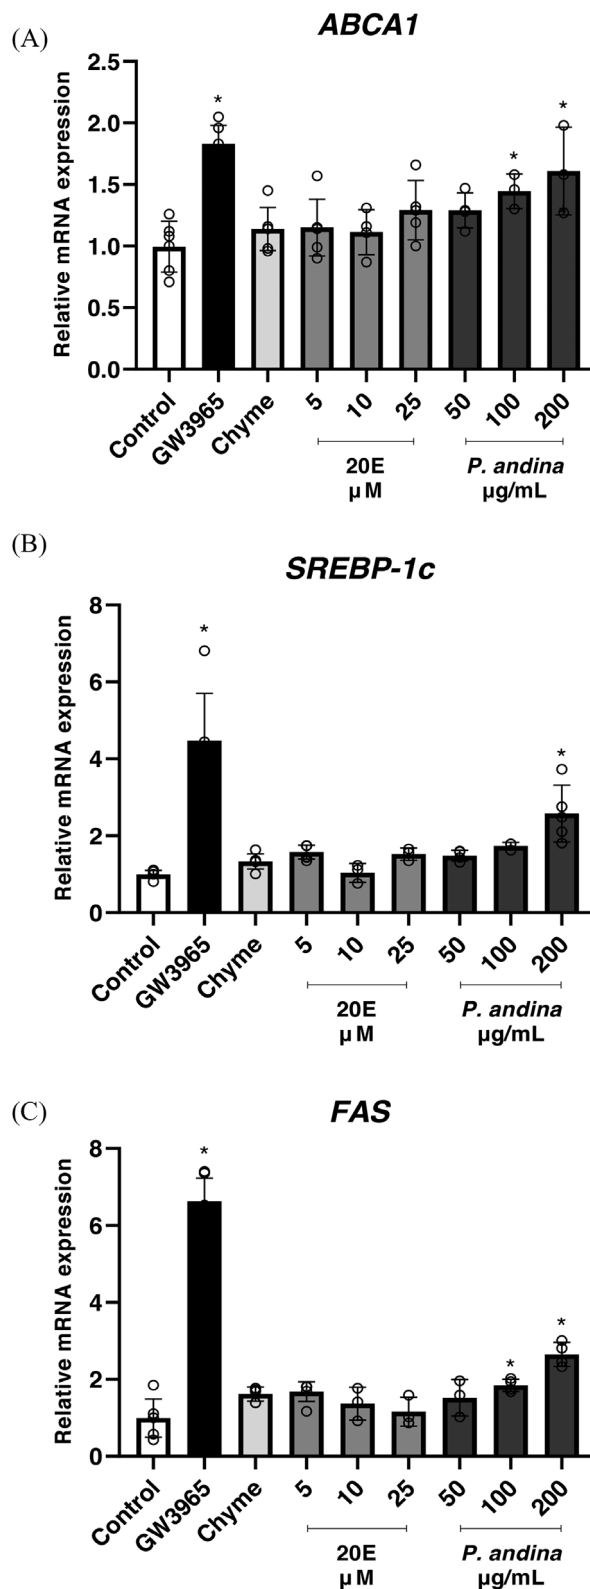 (A)
ABCA1
Relative mRNA expression
2.5
2.0
1.5
1.0
0.5
0.0
*
*
*
Control
GW3965
Chyme
5
10
25
50
100
200
20E
µM
P. andina
µg/mL
(B)
SREBP-1c
Relative mRNA expression
8
6
4
2
0
*
*
Control
GW3965
Chyme
5
10
25
50
100
200
20E
µM
P. andina
µg/mL
(C)
FAS
Relative mRNA expression
8
6
4
2
0
*
*
*
Control
GW3965
Chyme
5
10
25
50
100
200
20E
µM
P. andina
µg/mL